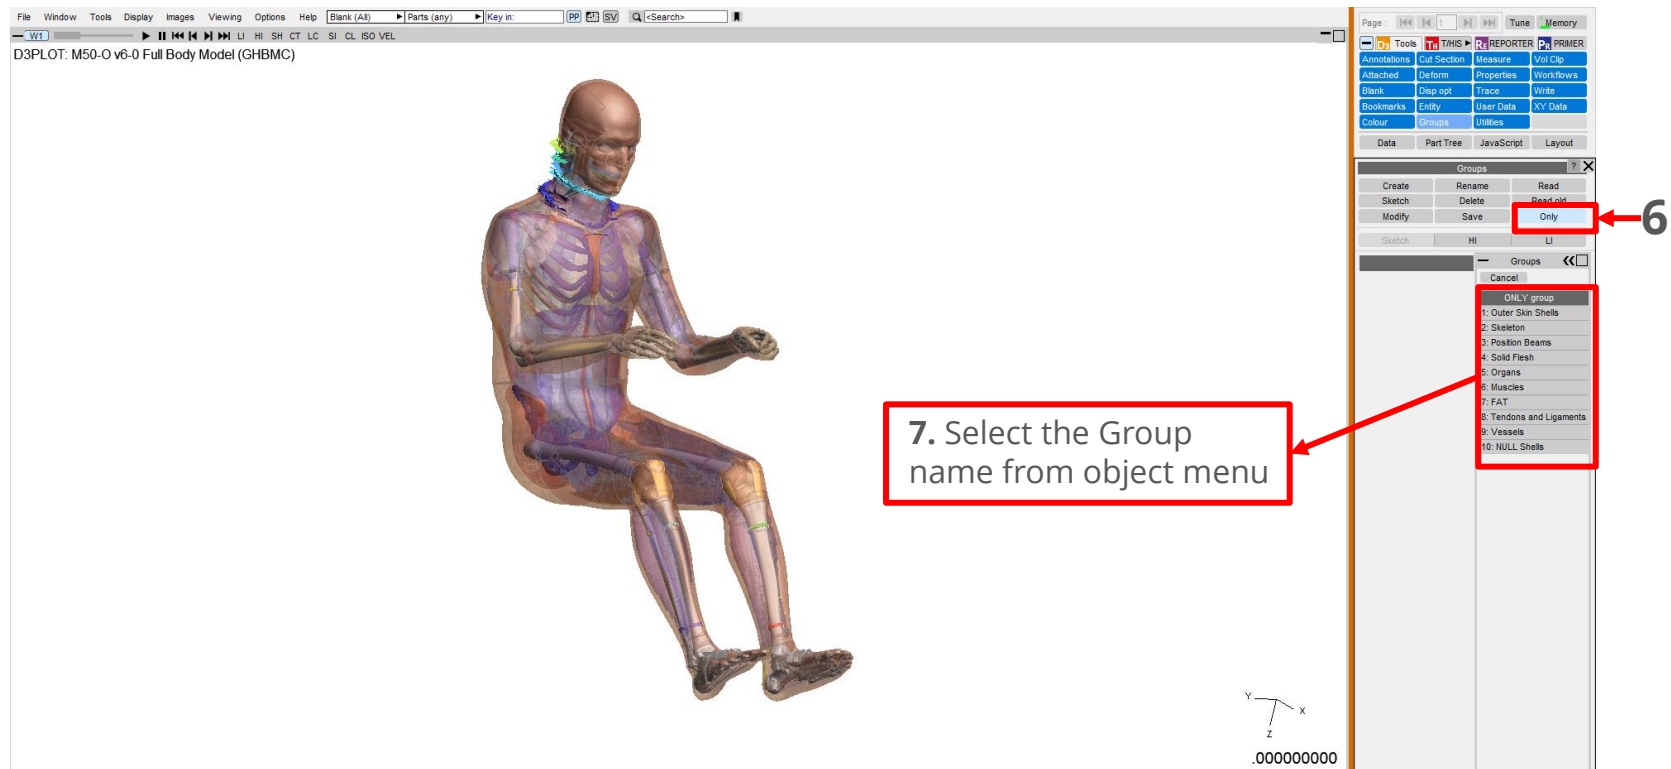 File Window Tools Display Images Viewing Options Help Blank (All) Parts (any) Key in: PP SV <Search>
W1 LI HI SH CT LC SI CL ISO VEL
D3PLOT: M50-O v6-0 Full Body Model (GHBMC)
Page: 1 Tune Memory
Tools T/HIS REPORTER PRIMER
Annotations Cut Section Measure Vol Clip
Attached Deform Properties Workflows
Blank Disp opt Trace Write
Bookmarks Entity User Data XY Data
Colour Groups Utilities
Data Part Tree JavaScript Layout
Groups ? X
Create Rename Read
Sketch Delete Read old
Modify Save Only
6
Sketch HI LI
Groups
Cancel
ONLY group
1: Outer Skin Shells
2: Skeleton
3: Position Beams
4: Solid Flesh
5: Organs
6: Muscles
7: FAT
8: Tendons and Ligaments
9: Vessels
10: NULL Shells
7. Select the Group
name from object menu
Y X
Z
.000000000